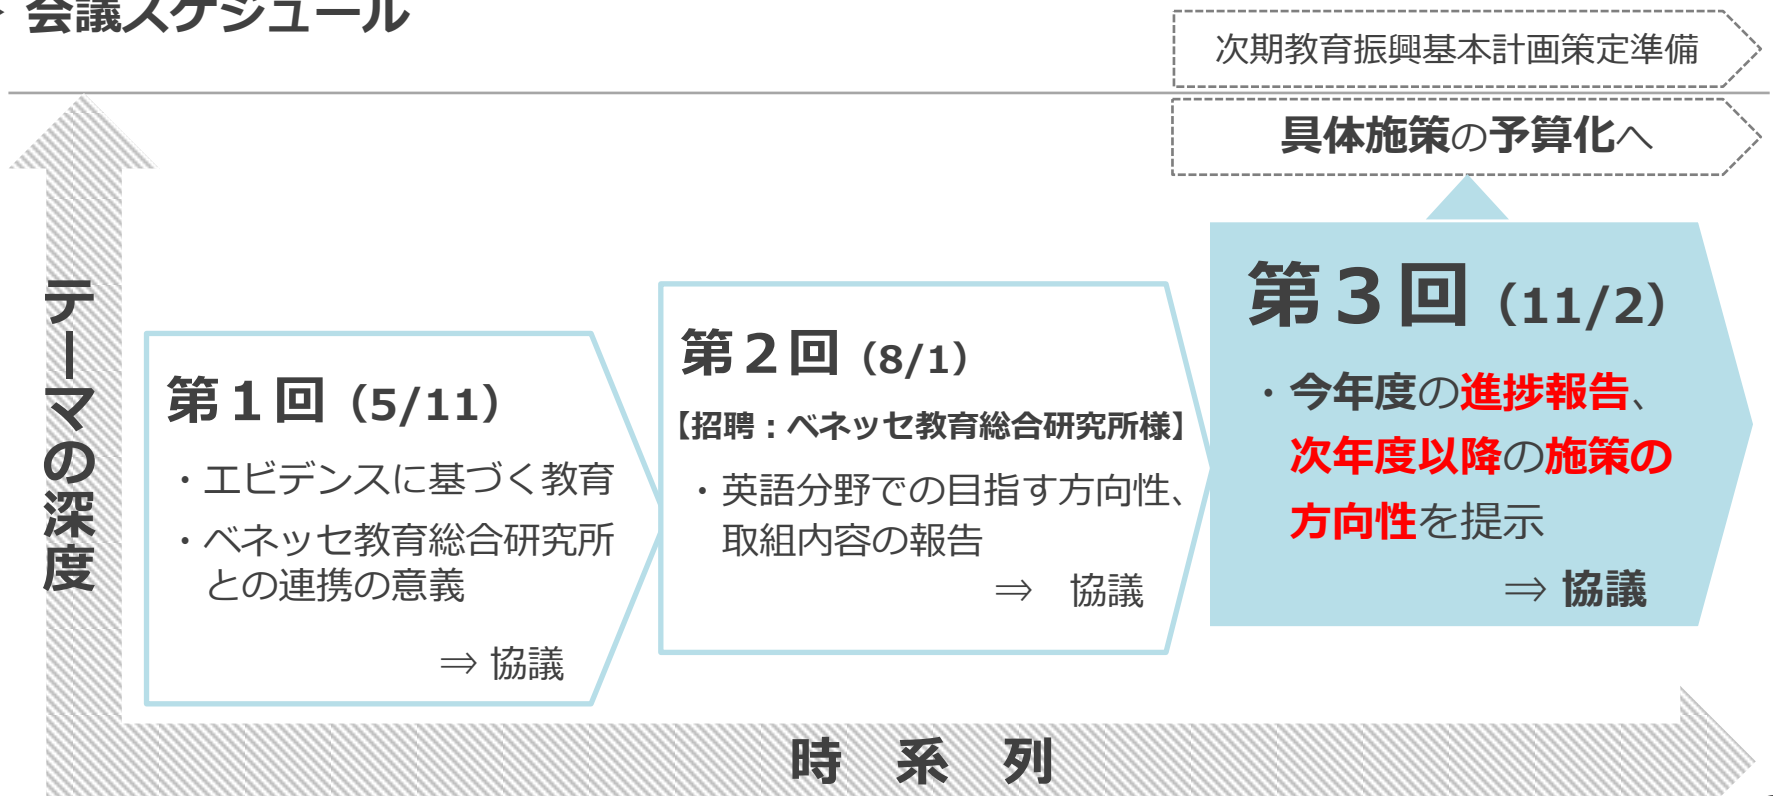 会議スケジュール
次期教育振興基本計画策定準備
具体施策の予算化へ
テーマの深度
第１回（5/11）
・エビデンスに基づく教育
・ベネッセ教育総合研究所
との連携の意義
⇒ 協議
第２回（8/1）
【招聘：ベネッセ教育総合研究所様】
・英語分野での目指す方向性、
取組内容の報告
⇒　協議
第３回（11/2）
・今年度の進捗報告、
次年度以降の施策の
方向性を提示
⇒ 協議
時　系　列